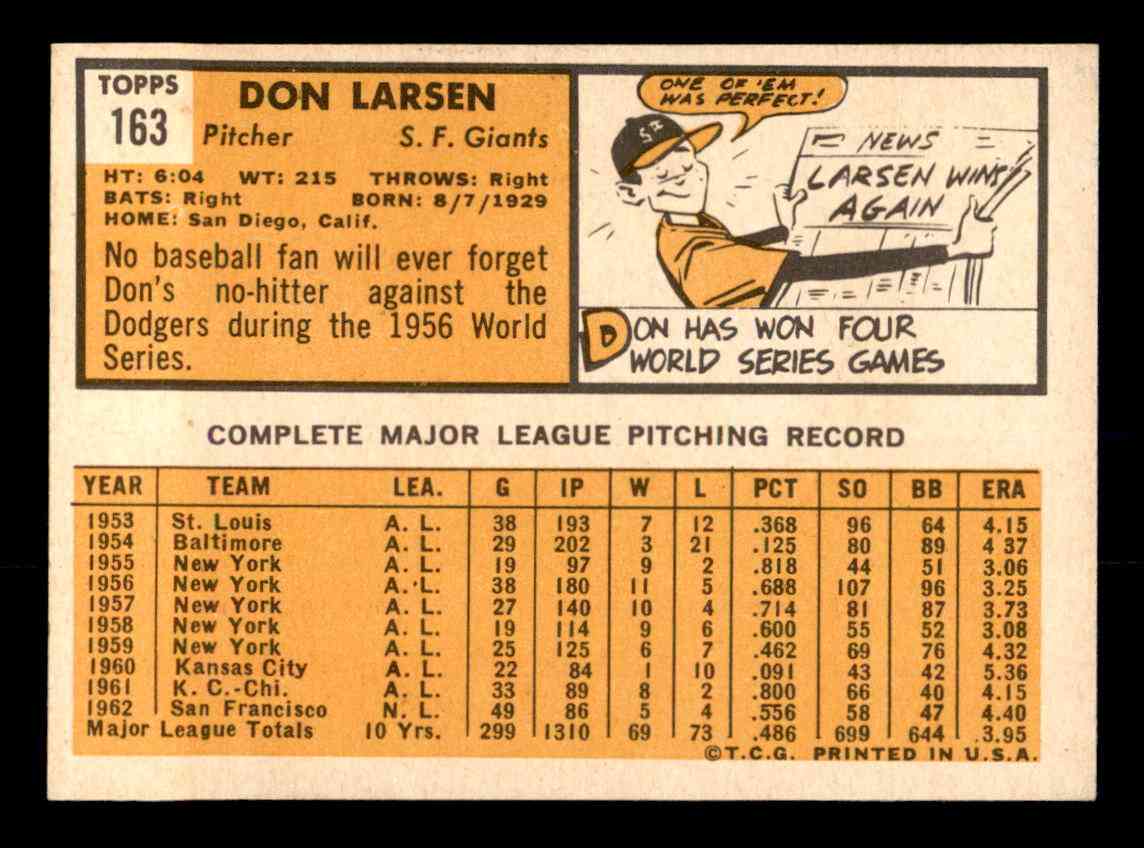 TOPPS
163
DON LARSEN
Pitcher S. F. Giants
HT: 6:04 WT: 215 THROWS: Right
BATS: Right BORN: 8/7/1929
HOME: San Diego, Calif.
No baseball fan will ever forget
Don's no-hitter against the
Dodgers during the 1956 World
Series.
ONE OF 'EM
WAS PERFECT!
SF
NEWS
LARSEN WINS
AGAIN
DON HAS WON FOUR
WORLD SERIES GAMES
COMPLETE MAJOR LEAGUE PITCHING RECORD
YEAR TEAM LEA. G IP W L PCT SO BB ERA
1953 St. Louis A. L. 38 193 7 12 .368 96 64 4.15
1954 Baltimore A. L. 29 202 3 21 .125 80 89 4 37
1955 New York A. L. 19 97 9 2 .818 44 51 3.06
1956 New York A. L. 38 180 11 5 .688 107 96 3.25
1957 New York A. L. 27 140 10 4 .714 81 87 3.73
1958 New York A. L. 19 114 9 6 .600 55 52 3.08
1959 New York A. L. 25 125 6 7 .462 69 76 4.32
1960 Kansas City A. L. 22 84 1 10 .091 43 42 5.36
1961 K. C.-Chi. A. L. 33 89 8 2 .800 66 40 4.15
1962 San Francisco N. L. 49 86 5 4 .556 58 47 4.40
Major League Totals 10 Yrs. 299 1310 69 73 .486 699 644 3.95
©T.C.G. PRINTED IN U.S.A.